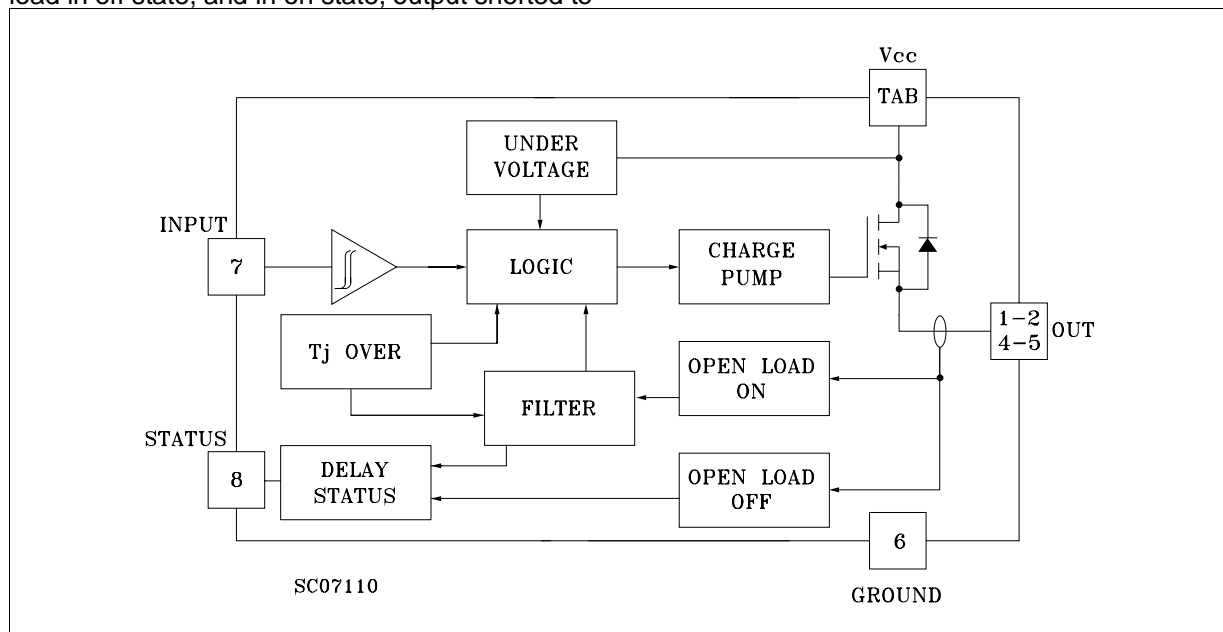 load in off state, and in on state, output shorted to
Vcc
TAB
UNDER
VOLTAGE
INPUT
7
LOGIC
CHARGE
PUMP
1-2
4-5
OUT
Tj OVER
OPEN LOAD
ON
FILTER
STATUS
8
DELAY
STATUS
OPEN LOAD
OFF
6
SC07110
GROUND